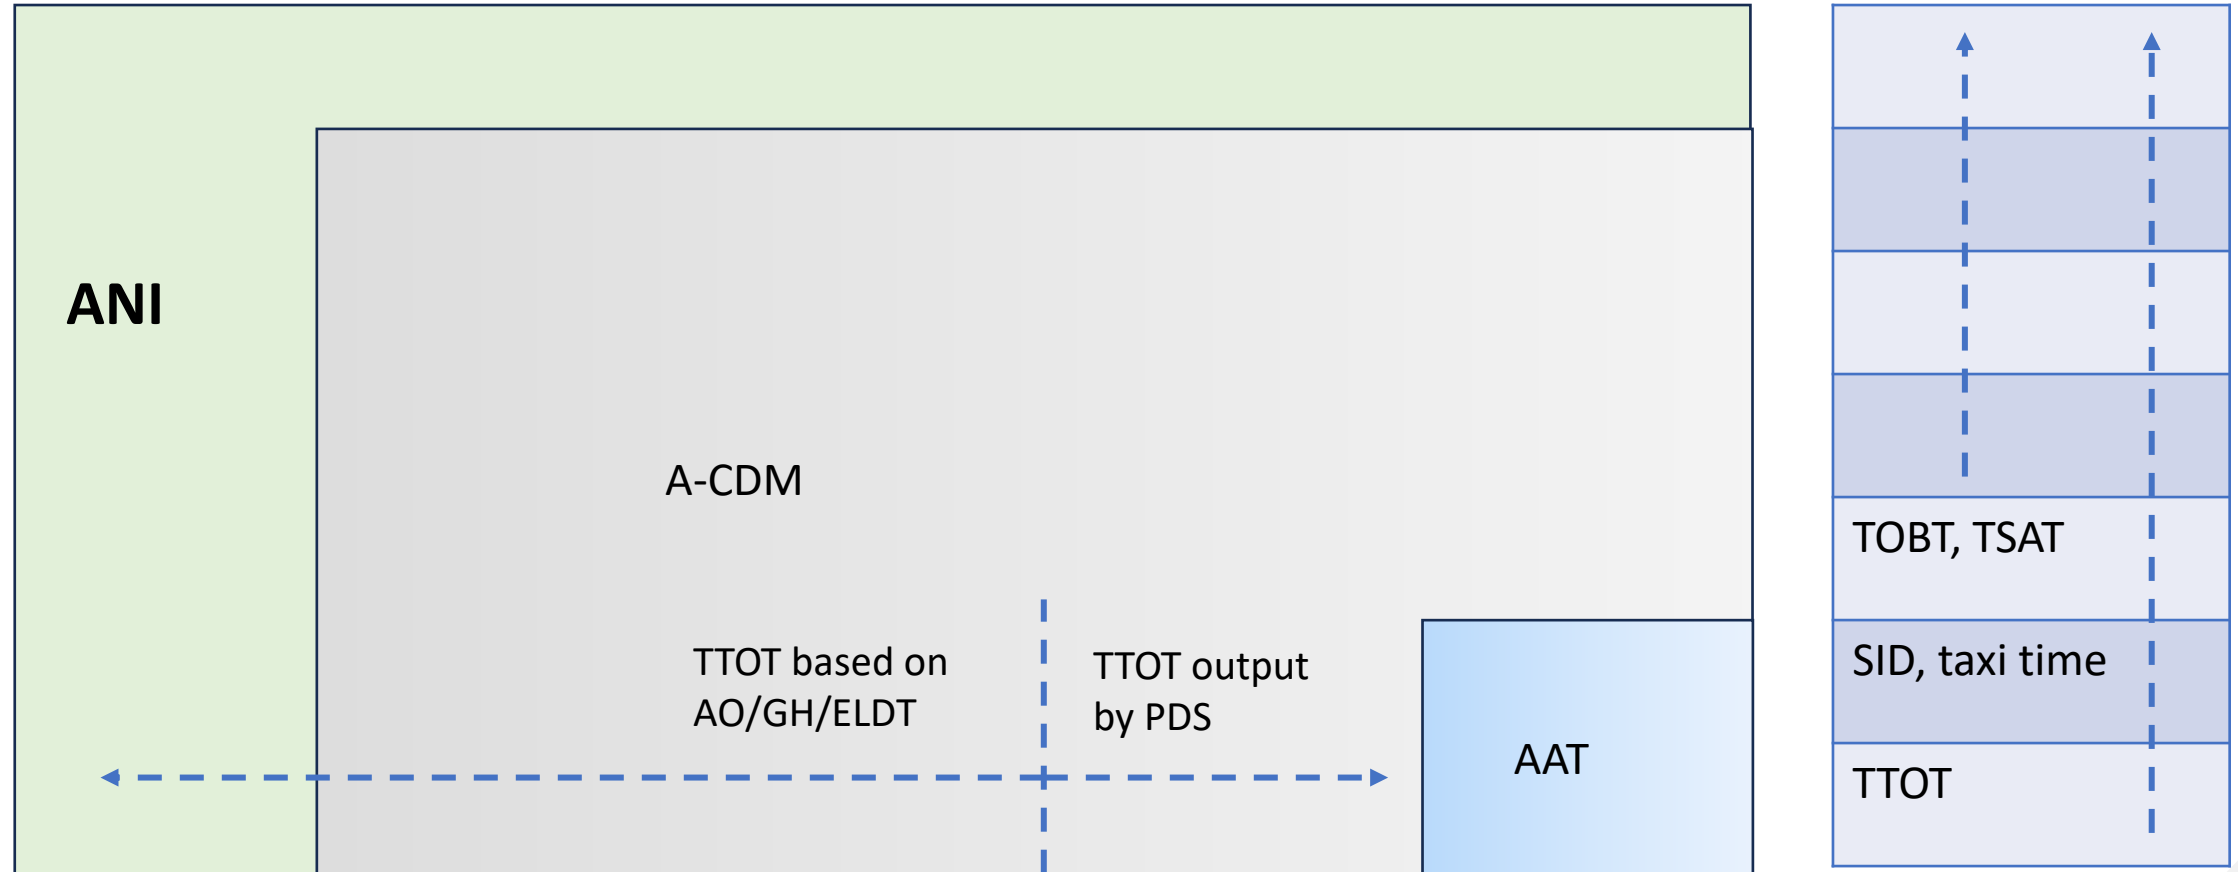 ANI
A-CDM
TTOT based on
AO/GH/ELDT
TTOT output
by PDS
AAT
TOBT, TSAT
SID, taxi time
TTOT